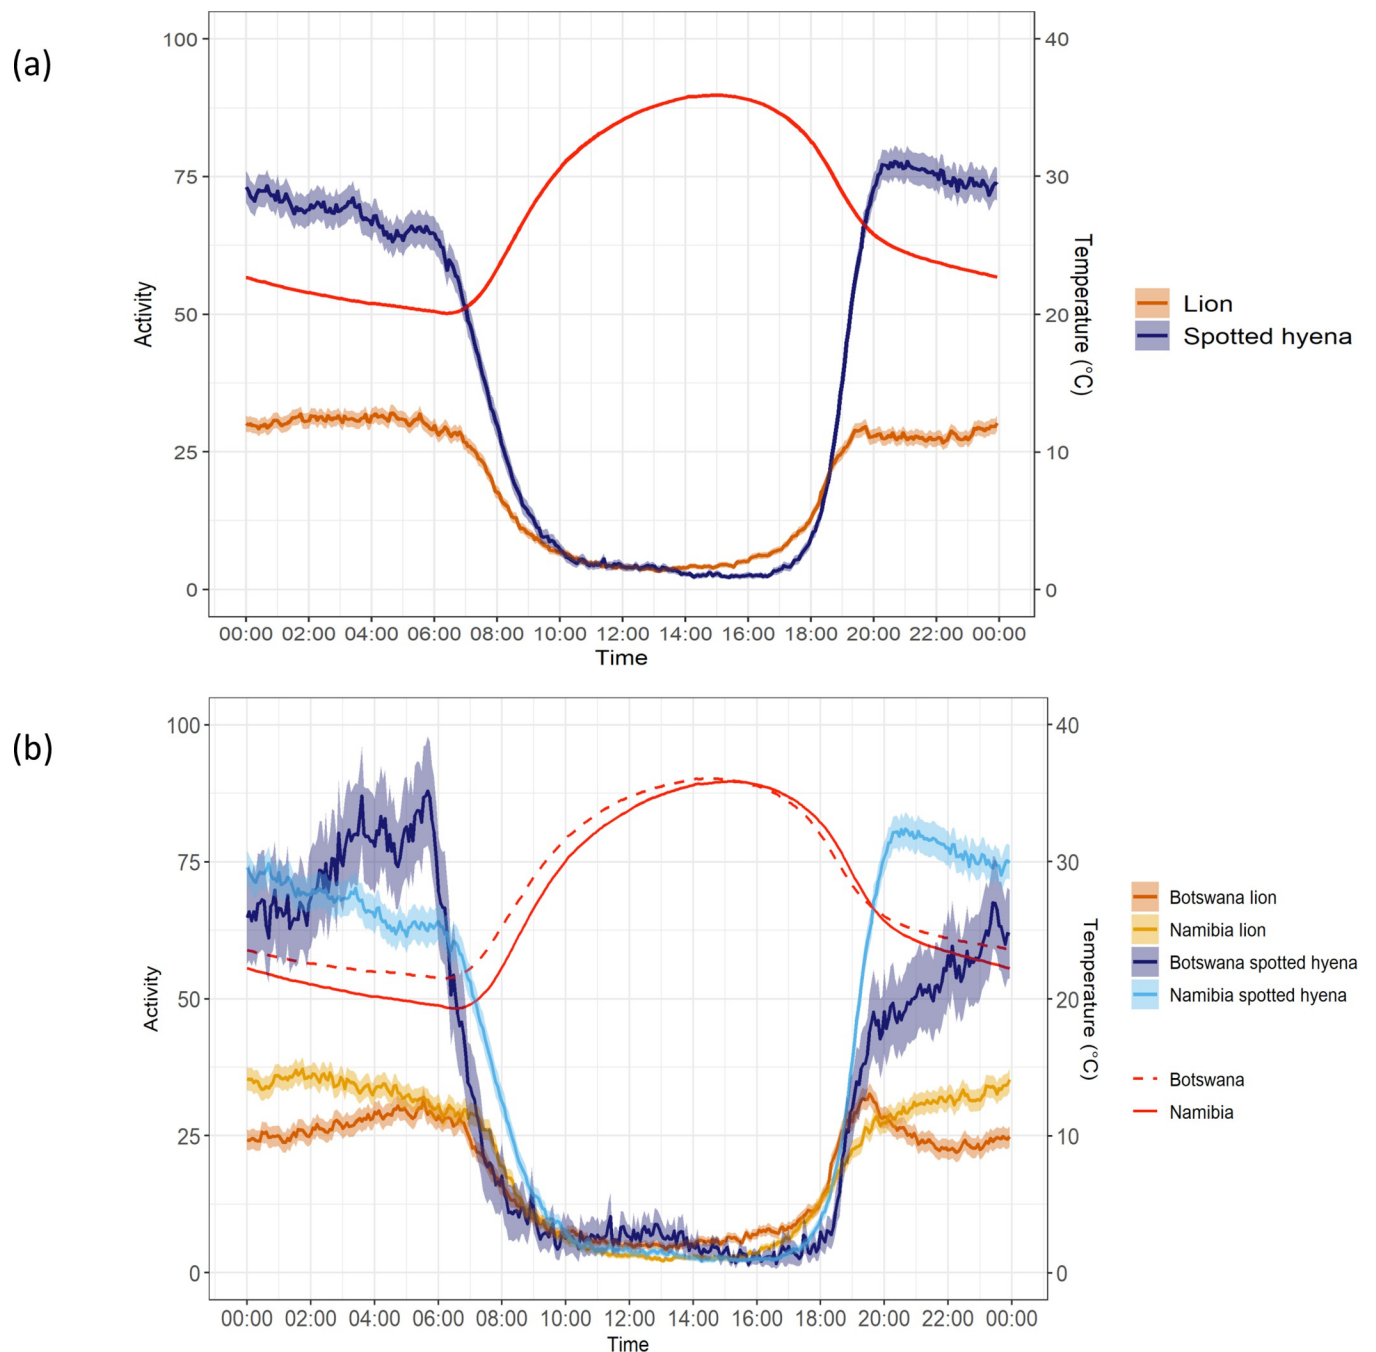 (a)
100
75
50
25
0
40
30
20
10
0
Activity
Temperature (°C)
00:00 02:00 04:00 06:00 08:00 10:00 12:00 14:00 16:00 18:00 20:00 22:00 00:00
Time
Lion
Spotted hyena
(b)
100
75
50
25
0
40
30
20
10
0
Activity
Temperature (°C)
00:00 02:00 04:00 06:00 08:00 10:00 12:00 14:00 16:00 18:00 20:00 22:00 00:00
Time
Botswana lion
Namibia lion
Botswana spotted hyena
Namibia spotted hyena
Botswana
Namibia